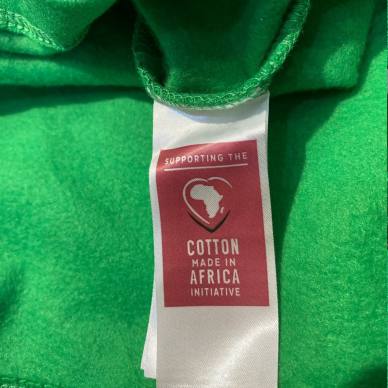 SUPPORTING THE
COTTON
MADE IN
AFRICA
INITIATIVE